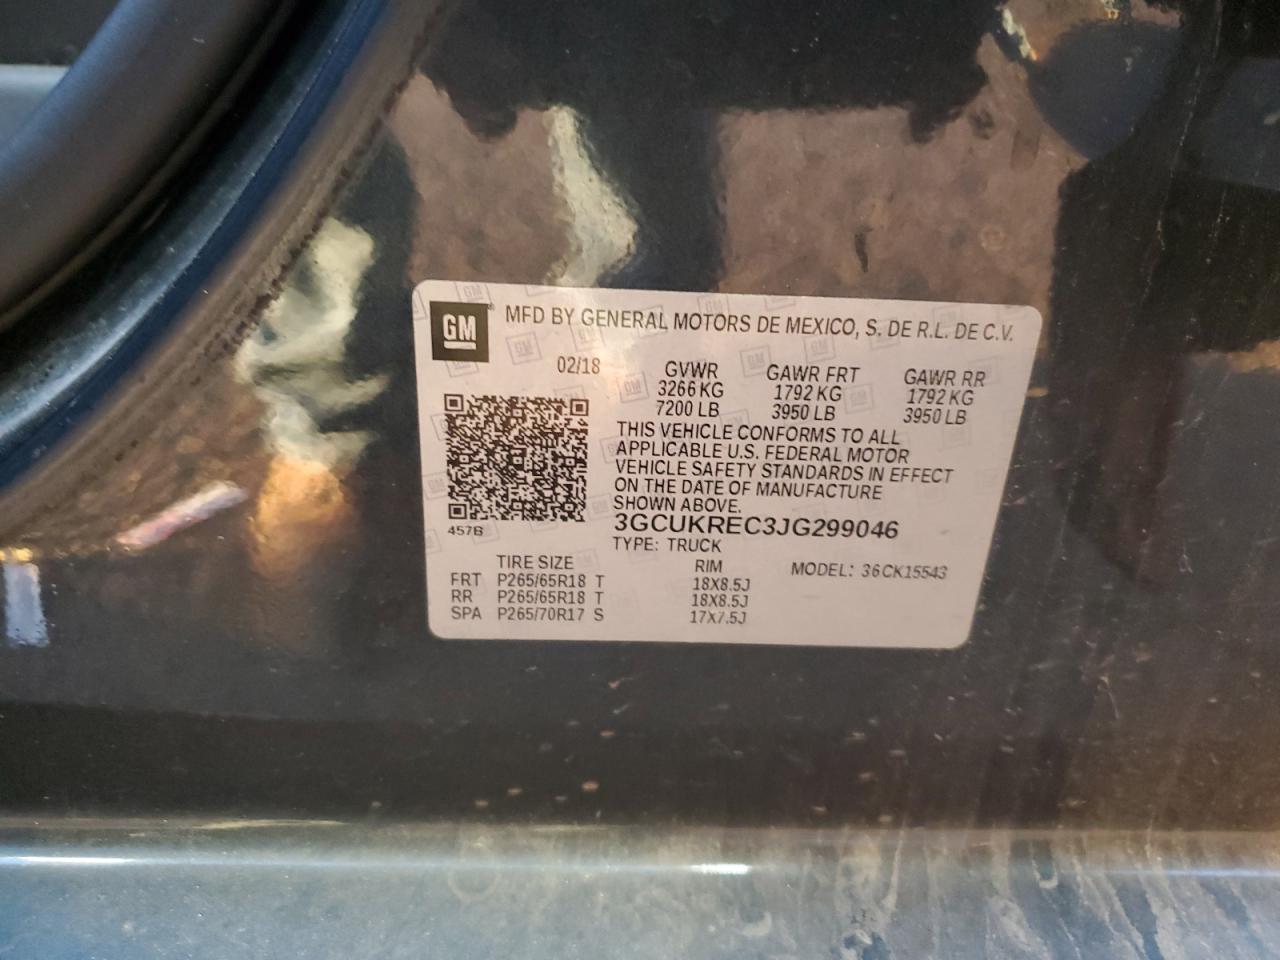 GM ® MFD BY GENERAL MOTORS DE MEXICO, S. DE R.L. DE C.V.
02/18 GVWR GAWR FRT GAWR RR
3266 KG 1792 KG 1792 KG
7200 LB 3950 LB 3950 LB
THIS VEHICLE CONFORMS TO ALL
APPLICABLE U.S. FEDERAL MOTOR
VEHICLE SAFETY STANDARDS IN EFFECT
ON THE DATE OF MANUFACTURE
SHOWN ABOVE.
457B 3GCUKREC3JG299046
TYPE: TRUCK
TIRE SIZE RIM MODEL: 36CK15543
FRT P265/65R18 T 18X8.5J
RR P265/65R18 T 18X8.5J
SPA P265/70R17 S 17X7.5J